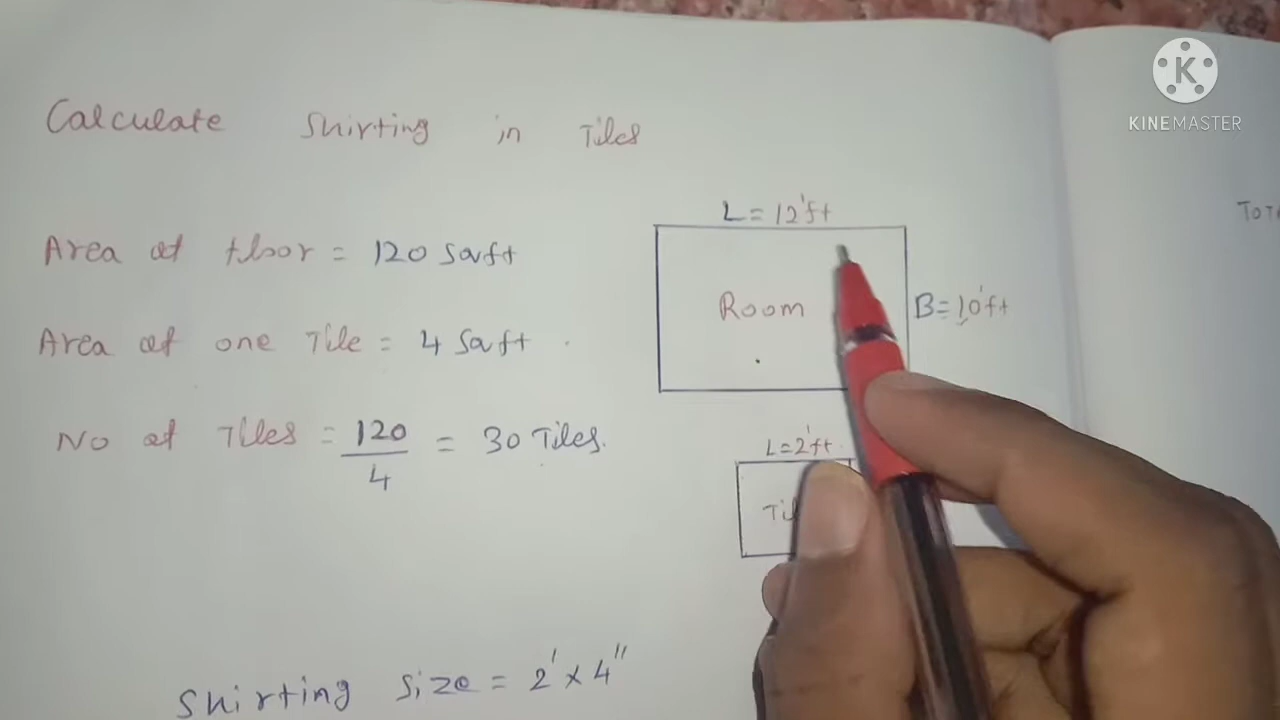 Calculate Skirting in Tiles
L = 12'ft
Area of floor = 120 Sqft
Room
B = 10'ft
Area of one Tile = 4 Sqft
No of Tiles = 120/4 = 30 Tiles.
L = 2'ft
Skirting Size = 2' x 4"
K
KINEMASTER